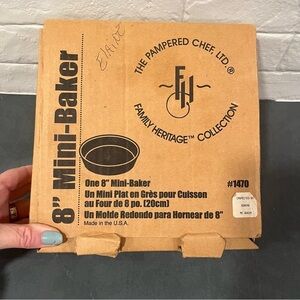 Elaine
THE PAMPERED CHEF, LTD.®
FH
FAMILY HERITAGE™ COLLECTION
8" Mini-Baker
One 8" Mini-Baker
Un Mini Plat en Grès pour Cuisson
au Four de 8 po. (20cm)
Un Molde Redondo para Hornear de 8"
Made in the U.S.A.
#1470